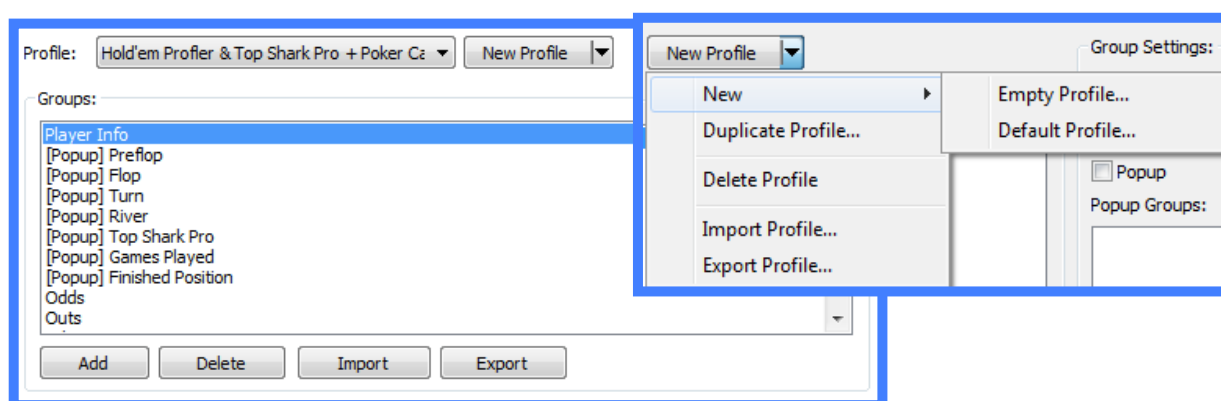 Profile:
Hold'em Profler & Top Shark Pro + Poker Ca
New Profile
Groups:
Player Info
[Popup] Preflop
[Popup] Flop
[Popup] Turn
[Popup] River
[Popup] Top Shark Pro
[Popup] Games Played
[Popup] Finished Position
Odds
Outs
Add
Delete
Import
Export
New Profile
New
Duplicate Profile...
Delete Profile
Import Profile...
Export Profile...
Empty Profile...
Default Profile...
Group Settings:
Popup
Popup Groups: